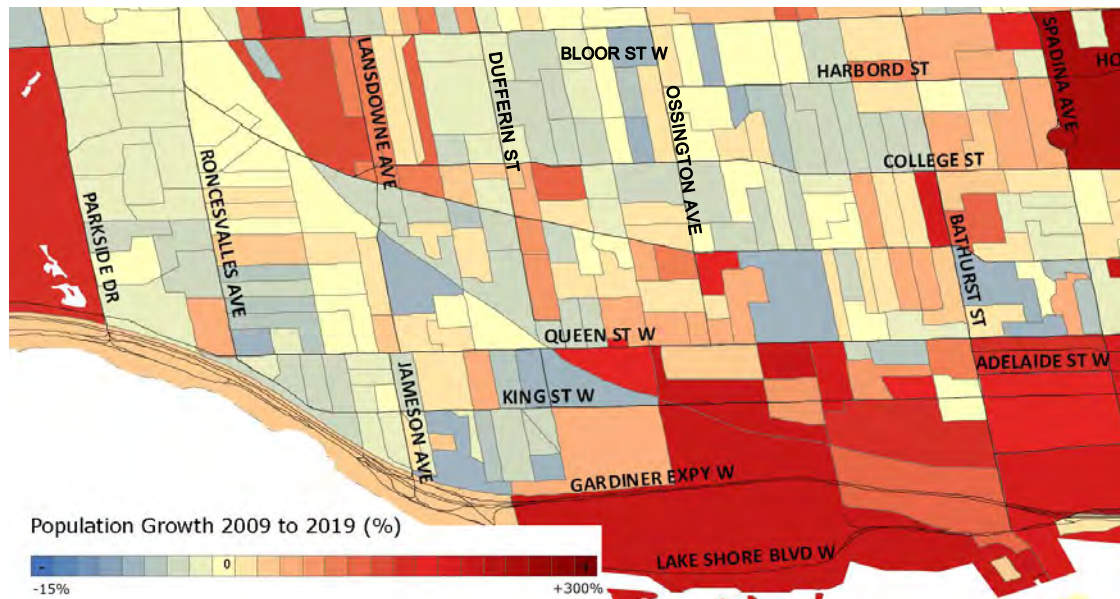 BLOOR ST W
HARBORD ST
SPADINA AVE
HO
LANSDOWNE AVE
DUFFERIN ST
OSSINGTON AVE
COLLEGE ST
RONCESVALLES AVE
PARKSIDE DR
BATHURST ST
QUEEN ST W
ADELAIDE ST W
JAMESON AVE
KING ST W
GARDINER EXPY W
LAKE SHORE BLVD W
Population Growth 2009 to 2019 (%)
- 0
-15% +300%